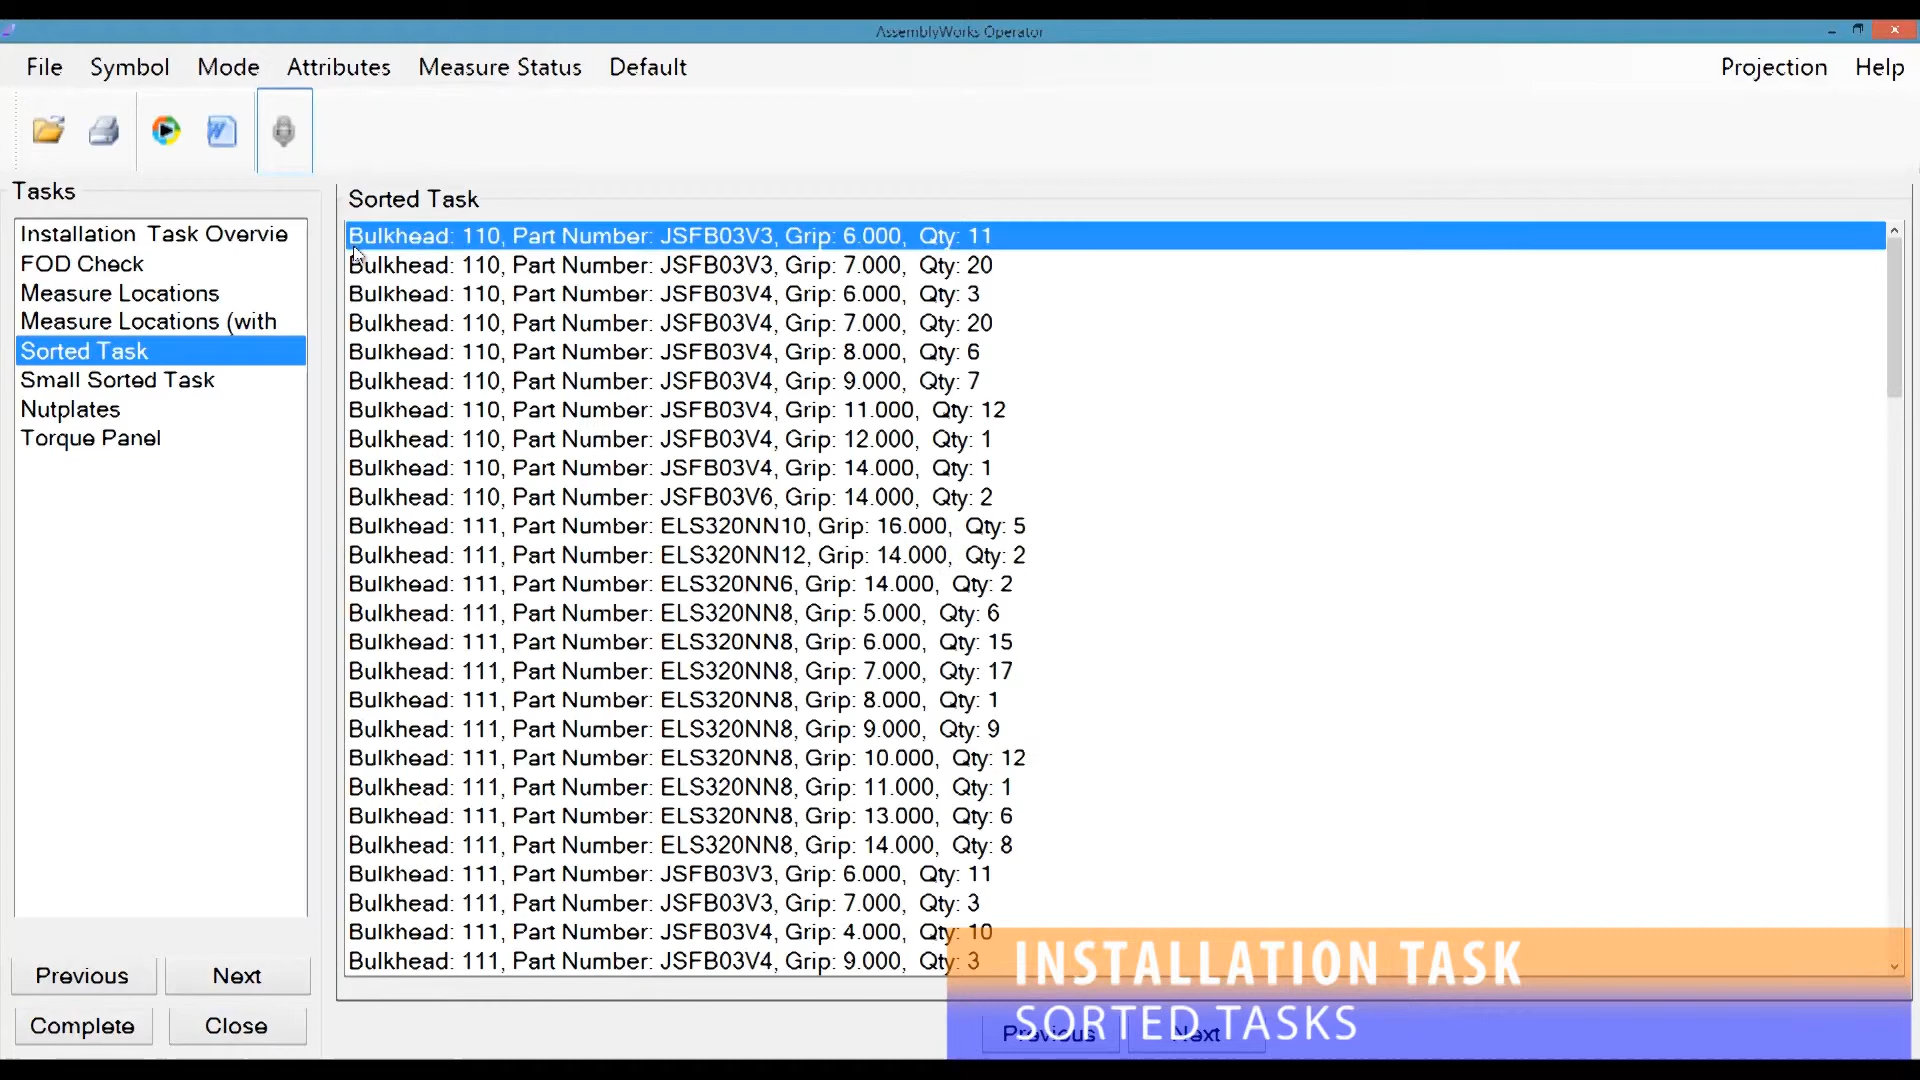 AssemblyWorks Operator
File Symbol Mode Attributes Measure Status Default Projection Help
Tasks
Installation Task Overvie
FOD Check
Measure Locations
Measure Locations (with
Sorted Task
Small Sorted Task
Nutplates
Torque Panel
Previous Next
Complete Close
Sorted Task
Bulkhead: 110, Part Number: JSFB03V3, Grip: 6.000, Qty: 11
Bulkhead: 110, Part Number: JSFB03V3, Grip: 7.000, Qty: 20
Bulkhead: 110, Part Number: JSFB03V4, Grip: 6.000, Qty: 3
Bulkhead: 110, Part Number: JSFB03V4, Grip: 7.000, Qty: 20
Bulkhead: 110, Part Number: JSFB03V4, Grip: 8.000, Qty: 6
Bulkhead: 110, Part Number: JSFB03V4, Grip: 9.000, Qty: 7
Bulkhead: 110, Part Number: JSFB03V4, Grip: 11.000, Qty: 12
Bulkhead: 110, Part Number: JSFB03V4, Grip: 12.000, Qty: 1
Bulkhead: 110, Part Number: JSFB03V4, Grip: 14.000, Qty: 1
Bulkhead: 110, Part Number: JSFB03V6, Grip: 14.000, Qty: 2
Bulkhead: 111, Part Number: ELS320NN10, Grip: 16.000, Qty: 5
Bulkhead: 111, Part Number: ELS320NN12, Grip: 14.000, Qty: 2
Bulkhead: 111, Part Number: ELS320NN6, Grip: 14.000, Qty: 2
Bulkhead: 111, Part Number: ELS320NN8, Grip: 5.000, Qty: 6
Bulkhead: 111, Part Number: ELS320NN8, Grip: 6.000, Qty: 15
Bulkhead: 111, Part Number: ELS320NN8, Grip: 7.000, Qty: 17
Bulkhead: 111, Part Number: ELS320NN8, Grip: 8.000, Qty: 1
Bulkhead: 111, Part Number: ELS320NN8, Grip: 9.000, Qty: 9
Bulkhead: 111, Part Number: ELS320NN8, Grip: 10.000, Qty: 12
Bulkhead: 111, Part Number: ELS320NN8, Grip: 11.000, Qty: 1
Bulkhead: 111, Part Number: ELS320NN8, Grip: 13.000, Qty: 6
Bulkhead: 111, Part Number: ELS320NN8, Grip: 14.000, Qty: 8
Bulkhead: 111, Part Number: JSFB03V3, Grip: 6.000, Qty: 11
Bulkhead: 111, Part Number: JSFB03V3, Grip: 7.000, Qty: 3
Bulkhead: 111, Part Number: JSFB03V4, Grip: 4.000, Qty: 10
Bulkhead: 111, Part Number: JSFB03V4, Grip: 9.000, Qty: 3
INSTALLATION TASK
SORTED TASKS
Previous Next